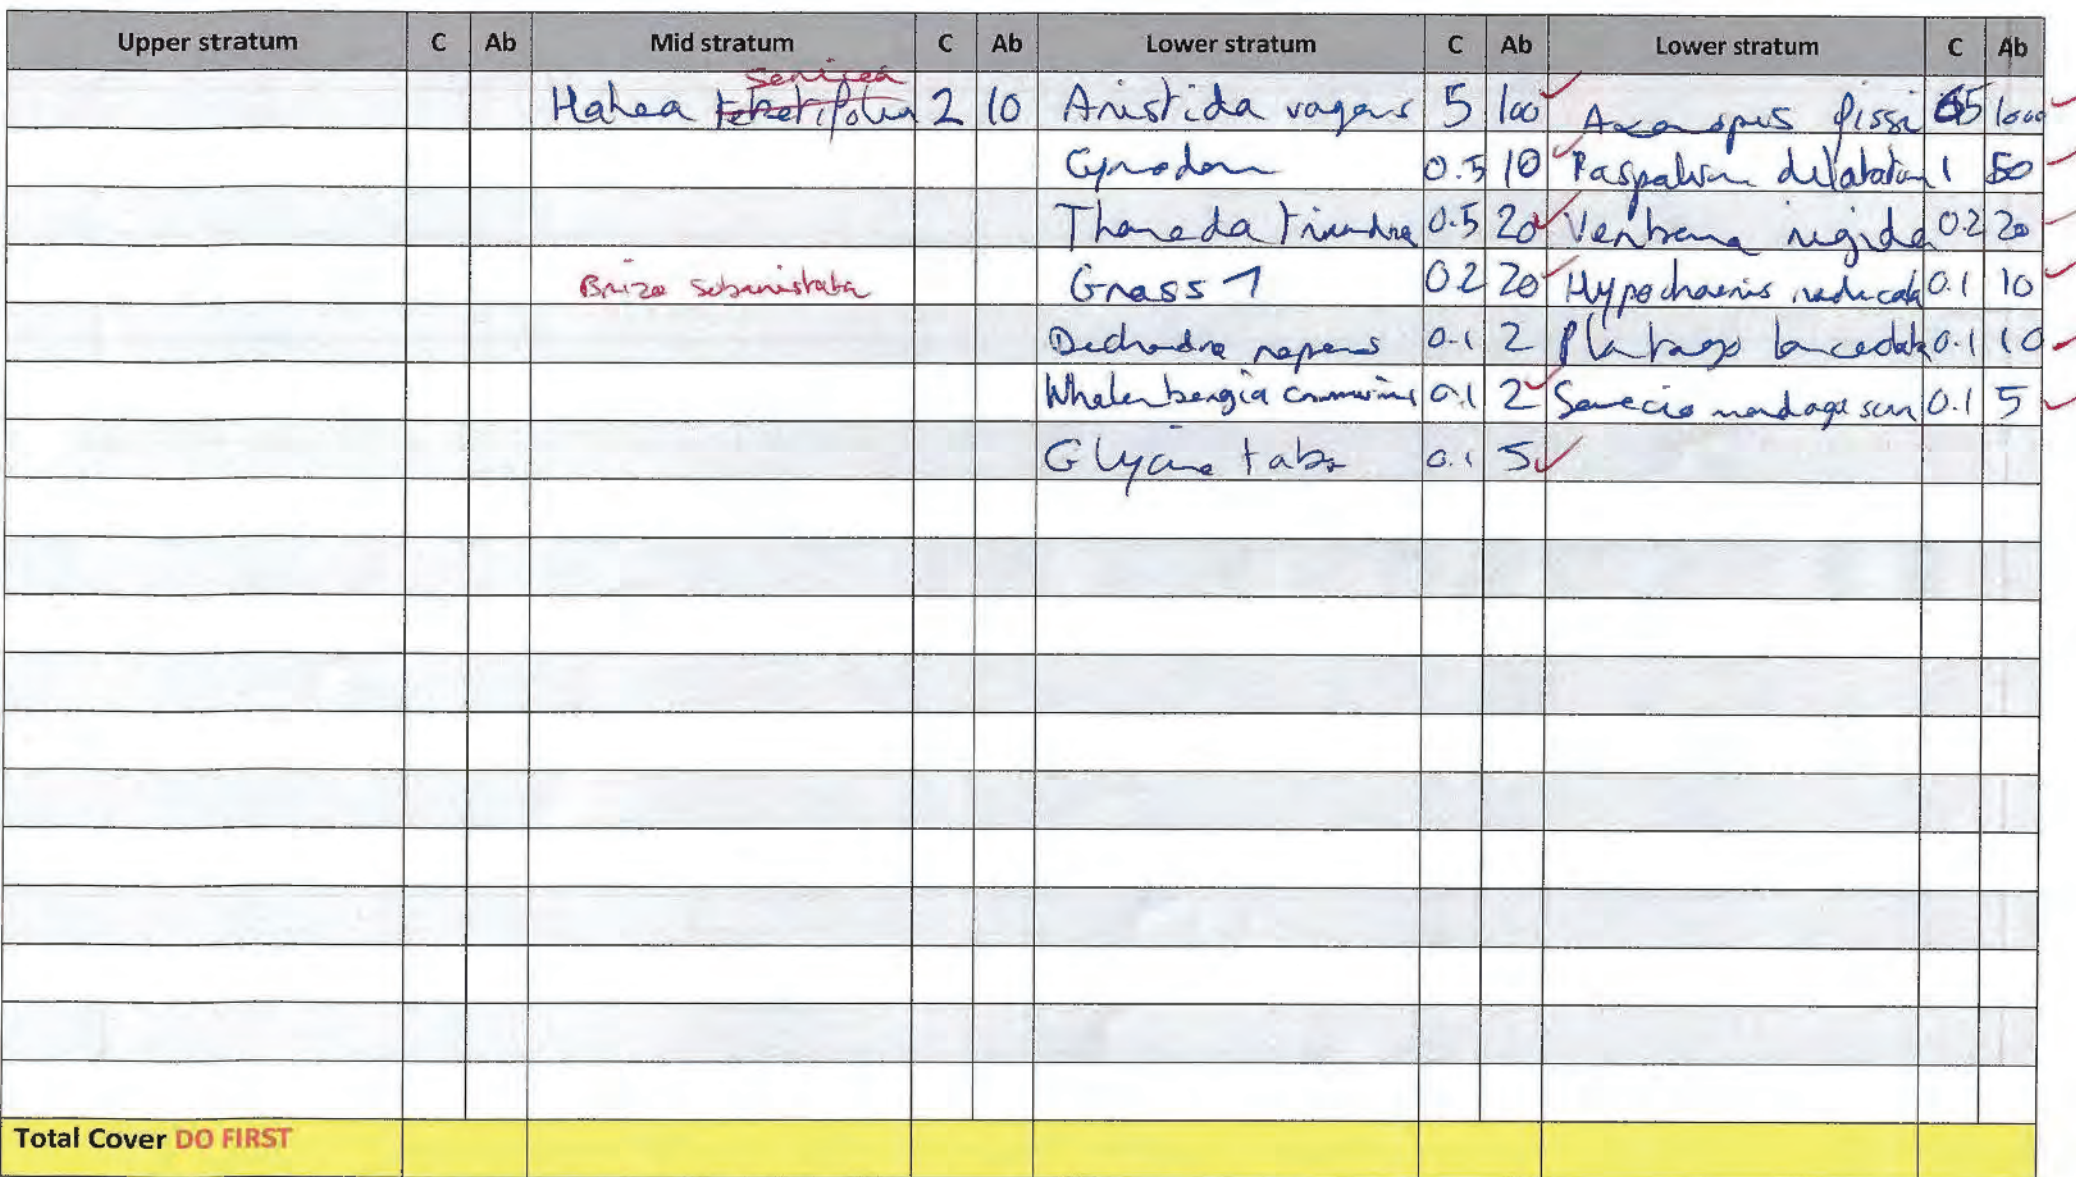 Upper stratum C Ab Mid stratum C Ab Lower stratum C Ab Lower stratum C Ab
sericea
Hakea teretifolia 2 10 Aristida vagans 5 100 ✓ Axonopus fissi 65 1000 ✓
Cynodon 0.5 10 ✓ Paspalum dilatatum 1 50 ✓
Themeda triandra 0.5 20 ✓ Verbena rigida 0.2 20 ✓
Briza subaristata Grass 1 0.2 20 ✓ Hypochaeris radicata 0.1 10 ✓
Dichondra repens 0.1 2 Plantago lanceolata 0.1 10 ✓
Whalenbergia communis 0.1 2 ✓ Senecio madagascar 0.1 5 ✓
Glycine taba 0.1 5 ✓
Total Cover DO FIRST